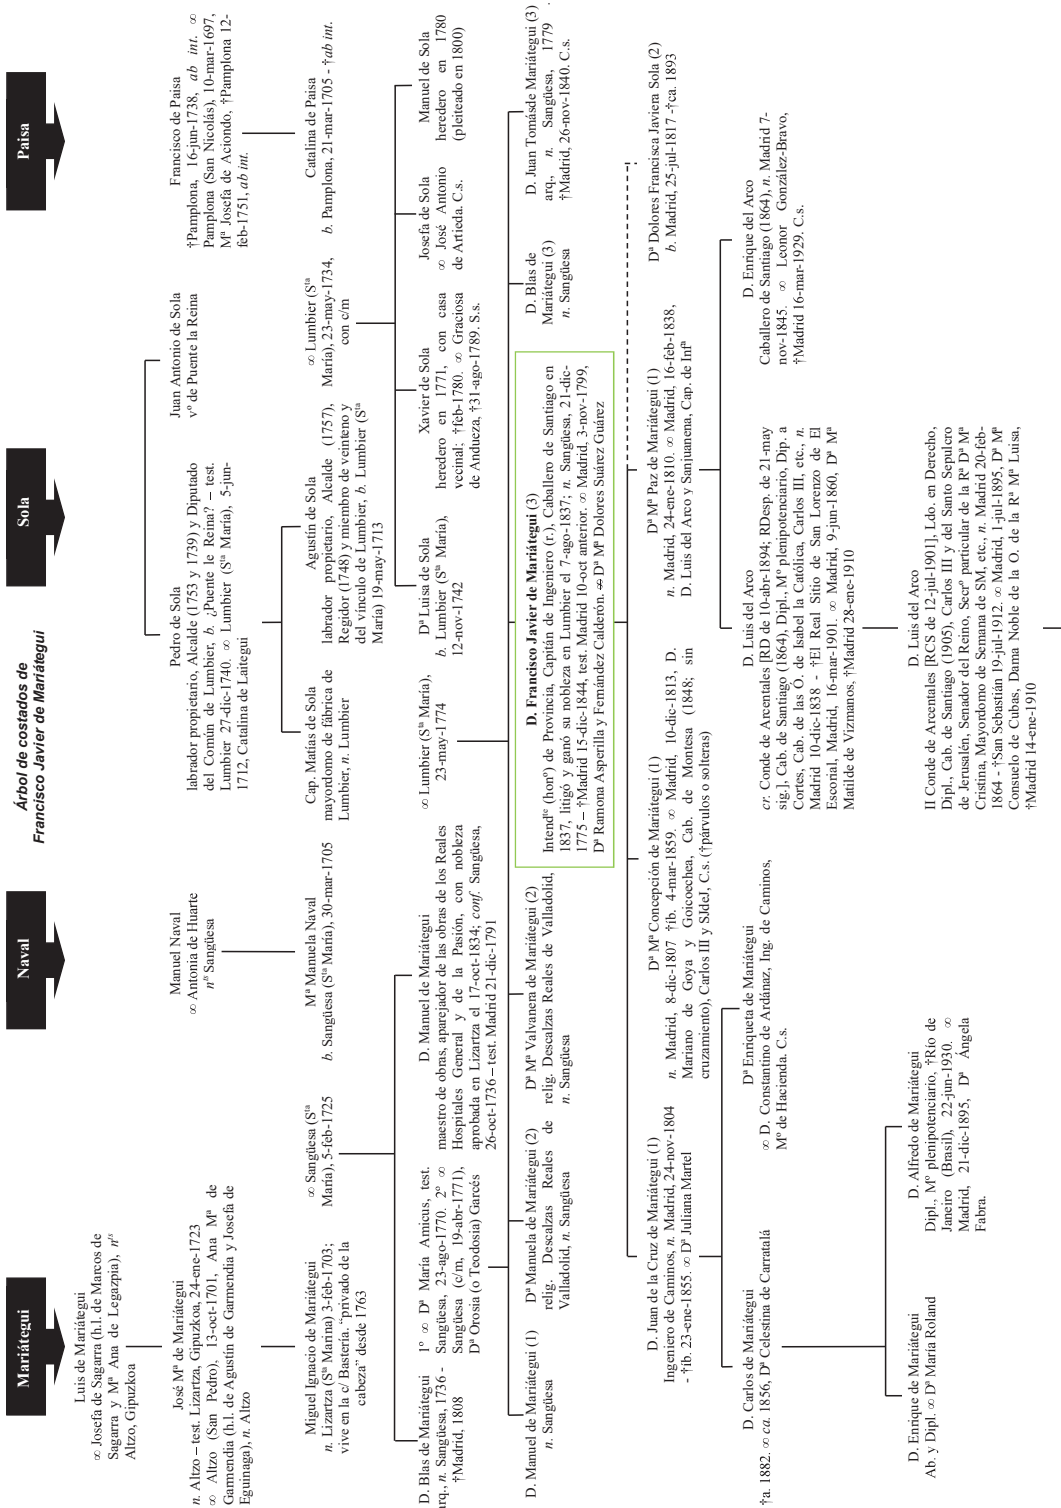 Árbol de costados de
Francisco Javier de Mariátegui
Mariátegui
Naval
Sola
Paisa
Luis de Mariátegui
∞ Josefa de Sagarra (h.l. de Marcos de
Sagarra y Mª Ana de Legazpia), nˢ
Altzo, Gipuzkoa
José Mª de Mariátegui
n. Altzo – test. Lizartza, Gipuzkoa, 24-ene-1723
∞ Altzo (San Pedro), 13-oct-1701, Ana Mª de
Garmendia (h.l. de Agustín de Garmendia y Josefa de
Eguinaga), n. Altzo
Manuel Naval
∞ Antonia de Huarte
nˢ Sangüesa
Pedro de Sola
labrador propietario, Alcalde (1753 y 1739) y Diputado
del Común de Lumbier, b. ¿Puente le Reina? – test.
Lumbier 27-dic-1740. ∞ Lumbier (Sᵗᵃ María), 5-jun-
1712, Catalina de Laitegui
Juan Antonio de Sola
vº de Puente la Reina
Francisco de Paisa
†Pamplona, 16-jun-1738, ab int. ∞
Pamplona (San Nicolás), 10-mar-1697,
Mª Josefa de Aciondo, †Pamplona 12-
feb-1751, ab int.
Miguel Ignacio de Mariátegui
n. Lizartza (Sᵗᵃ Marina) 3-feb-1703;
vive en la c/ Bastería. “privado de la
cabeza” desde 1763
∞ Sangüesa (Sᵗᵃ
María), 5-feb-1725
Mª Manuela Naval
b. Sangüesa (Sᵗᵃ María), 30-mar-1705
Cap. Matías de Sola
mayordomo de fábrica de
Lumbier, n. Lumbier
Agustín de Sola
labrador propietario, Alcalde (1757),
Regidor (1748) y miembro de veinteno y
del vínculo de Lumbier, b. Lumbier (Sᵗᵃ
María) 19-may-1713
∞ Lumbier (Sᵗᵃ
María), 23-may-1734,
con c/m
Catalina de Paisa
b. Pamplona, 21-mar-1705 - †ab int.
D. Blas de Mariátegui
arq., n. Sangüesa, 1736 -
†Madrid, 1808
1º ∞ Dª María Amicus, test.
Sangüesa, 23-ago-1770. 2º ∞
Sangüesa (c/m, 19-abr-1771),
Dª Orosia (o Teodosia) Garcés
D. Manuel de Mariátegui
maestro de obras, aparejador de las obras de los Reales
Hospitales General y de la Pasión, con nobleza
aprobada en Lizartza el 17-oct-1834; conf. Sangüesa,
26-oct-1736 – test. Madrid 21-dic-1791
∞ Lumbier (Sᵗᵃ María),
23-may-1774
Dª Luisa de Sola
b. Lumbier (Sᵗᵃ María),
12-nov-1742
Xavier de Sola
heredero en 1771, con casa
vecinal; †feb-1780. ∞ Graciosa
de Andueza, †31-ago-1789. S.s.
Josefa de Sola
∞ José Antonio
de Artieda. C.s.
Manuel de Sola
heredero en 1780
(pleiteado en 1800)
D. Manuel de Mariátegui (1)
n. Sangüesa
Dª Manuela de Mariátegui (2)
relig. Descalzas Reales de
Valladolid, n. Sangüesa
Dª Mª Valvanera de Mariátegui (2)
relig. Descalzas Reales de Valladolid,
n. Sangüesa
D. Francisco Javier de Mariátegui (3)
Intendᵗᵉ (honº) de Provincia, Capitán de Ingeniero (r.), Caballero de Santiago en
1837, litigó y ganó su nobleza en Lumbier el 7-ago-1837; n. Sangüesa, 21-dic-
1775 – †Madrid 15-dic-1844, test. Madrid 10-oct anterior. ∞ Madrid, 3-nov-1799,
Dª Ramona Asperilla y Fernández Calderón. ⚮ Dª Mª Dolores Suárez Guárez
D. Blas de
Mariátegui (3)
n. Sangüesa
D. Juan Tomásde Mariátegui (3)
arq., n. Sangüesa, 1779 .
†Madrid, 26-nov-1840. C.s.
D. Juan de la Cruz de Mariátegui (1)
Ingeniero de Caminos, n. Madrid, 24-nov-1804
- †ib. 23-ene-1855. ∞ Dª Juliana Martel
Dª Mª Concepción de Mariátegui (1)
n. Madrid, 8-dic-1807 †ib. 4-mar-1859. ∞ Madrid, 10-dic-1813, D.
Mariano de Goya y Goicoechea, Cab. de Montesa (1848; sin
cruzamiento), Carlos III y SJdeJ, C.s. (†párvulos o solteras)
Dª Mª Paz de Mariátegui (1)
n. Madrid, 24-ene-1810. ∞ Madrid, 16-feb-1838,
D. Luis del Arco y Sanjuanena, Cap. de Infª
Dª Dolores Francisca Javiera Sola (2)
b. Madrid, 25-jul-1817 -†ca. 1893
D. Carlos de Mariátegui
†a. 1882. ∞ ca. 1856, Dª Celestina de Carratalá
Dª Enriqueta de Mariátegui
∞ D. Constantino de Ardánaz, Ing. de Caminos,
Mº de Hacienda. C.s.
D. Luis del Arco
cr. Conde de Arcentales [RD de 10-abr-1894; RDesp. de 21-may
sig.], Cab. de Santiago (1864), Dipl., Mº plenipotenciario, Dip. a
Cortes, Cab. de las Ó. de Isabel la Católica, Carlos III, etc., n.
Madrid 10-dic-1838 - †El Real Sitio de San Lorenzo de El
Escorial, Madrid, 16-mar-1901. ∞ Madrid, 9-jun-1860, Dª Mª
Matilde de Vizmanos, †Madrid 28-ene-1910
D. Enrique del Arco
Caballero de Santiago (1864), n. Madrid 7-
nov-1845. ∞ Leonor González-Bravo,
†Madrid 16-mar-1929. C.s.
D. Enrique de Mariátegui
Ab. y Dipl. ∞ Dª María Roland
D. Alfredo de Mariátegui
Dipl., Mº plenipotenciario, †Río de
Janeiro (Brasil), 22-jun-1930. ∞
Madrid, 21-dic-1895, Dª Ángela
Fabra.
D. Luis del Arco
II Conde de Arcentales [RCS de 12-jul-1901], Ldo. en Derecho,
Dipl., Cab. de Santiago (1905), Carlos III y del Santo Sepulcro
de Jerusalén, Senador del Reino, Secrº particular de la Rª Dª Mª
Cristina, Mayordomo de Semana de SM, etc., n. Madrid 20-feb-
1864 - †San Sebastián 19-jul-1912. ∞ Madrid, 1-jul-1895, Dª Mª
Consuelo de Cubas, Dama Noble de la O. de la Rª Mª Luisa,
†Madrid 14-ene-1910